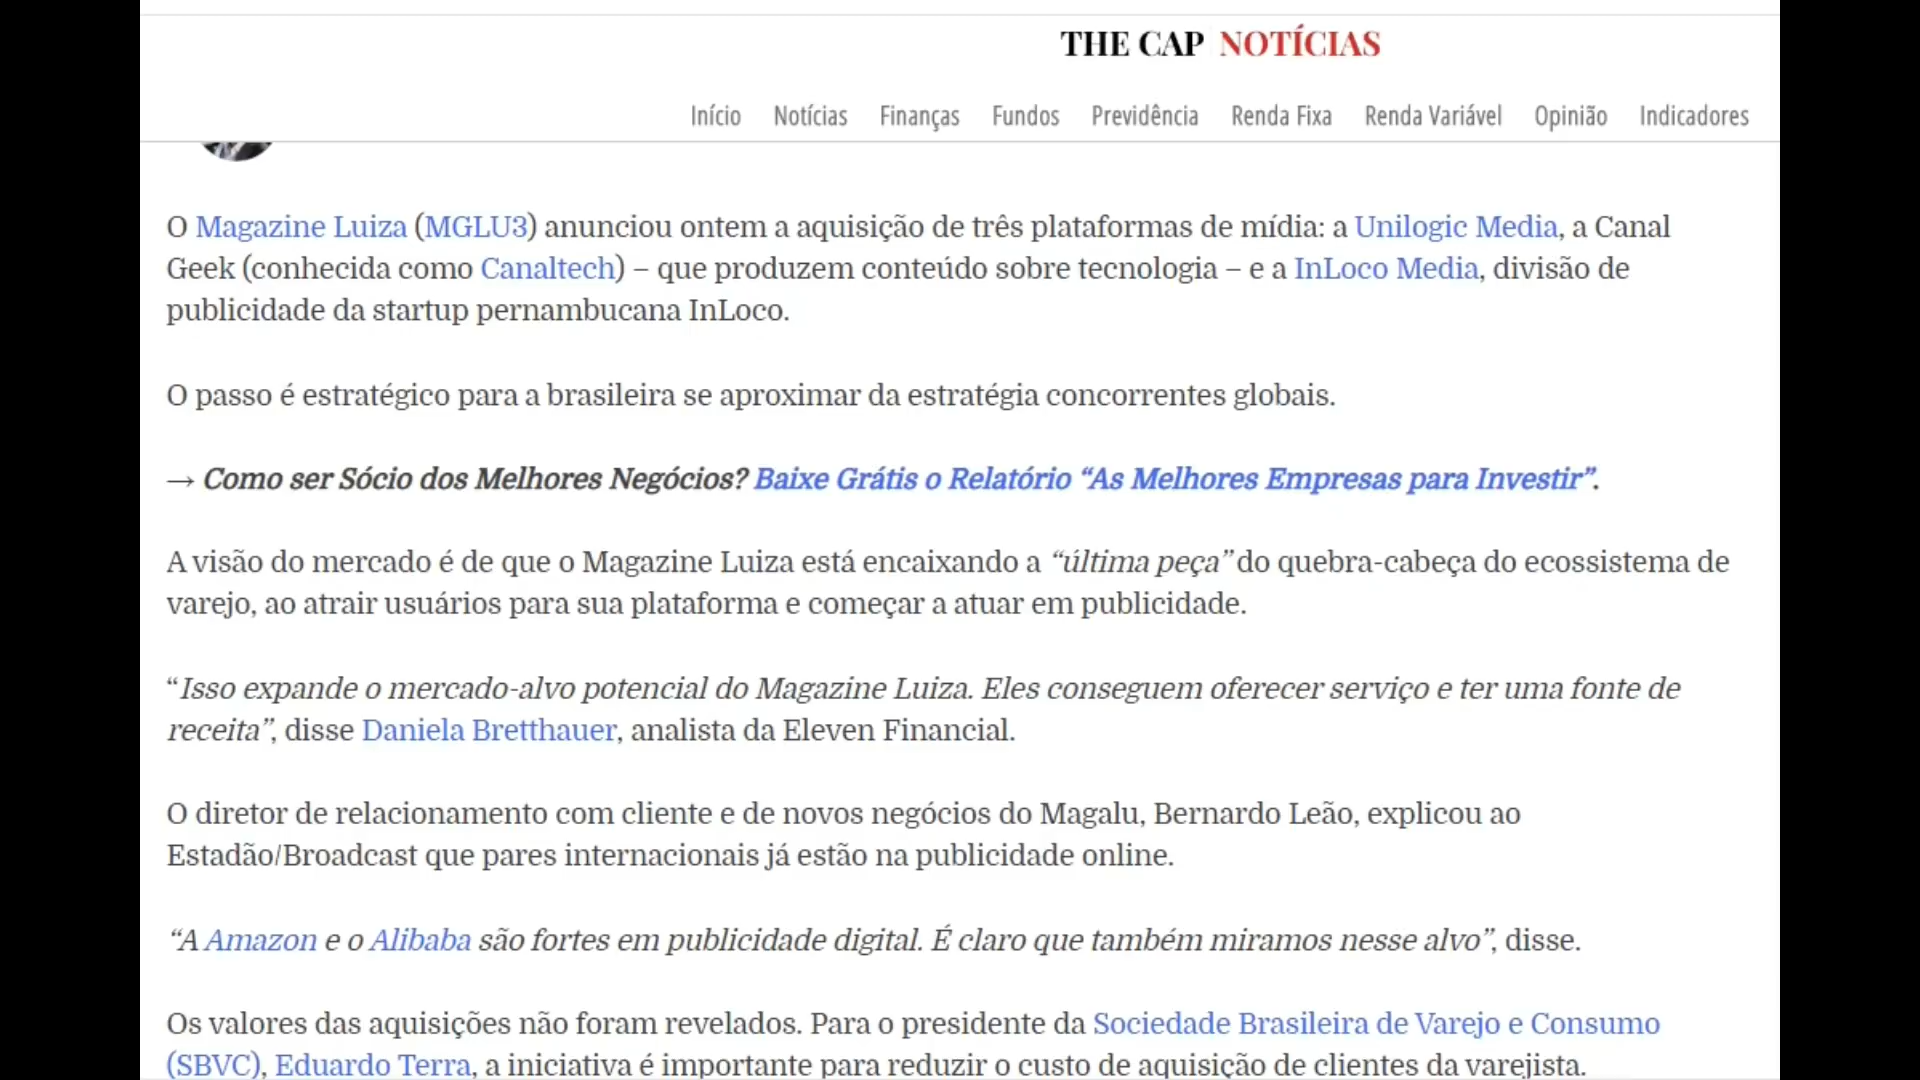 THE CAP NOTÍCIAS
Início Notícias Finanças Fundos Previdência Renda Fixa Renda Variável Opinião Indicadores
O Magazine Luiza (MGLU3) anunciou ontem a aquisição de três plataformas de mídia: a Unilogic Media, a Canal
Geek (conhecida como Canaltech) – que produzem conteúdo sobre tecnologia – e a InLoco Media, divisão de
publicidade da startup pernambucana InLoco.
O passo é estratégico para a brasileira se aproximar da estratégia concorrentes globais.
→ Como ser Sócio dos Melhores Negócios? Baixe Grátis o Relatório “As Melhores Empresas para Investir”.
A visão do mercado é de que o Magazine Luiza está encaixando a “última peça” do quebra-cabeça do ecossistema de
varejo, ao atrair usuários para sua plataforma e começar a atuar em publicidade.
“Isso expande o mercado-alvo potencial do Magazine Luiza. Eles conseguem oferecer serviço e ter uma fonte de
receita”, disse Daniela Bretthauer, analista da Eleven Financial.
O diretor de relacionamento com cliente e de novos negócios do Magalu, Bernardo Leão, explicou ao
Estadão/Broadcast que pares internacionais já estão na publicidade online.
“A Amazon e o Alibaba são fortes em publicidade digital. É claro que também miramos nesse alvo”, disse.
Os valores das aquisições não foram revelados. Para o presidente da Sociedade Brasileira de Varejo e Consumo
(SBVC), Eduardo Terra, a iniciativa é importante para reduzir o custo de aquisição de clientes da varejista.